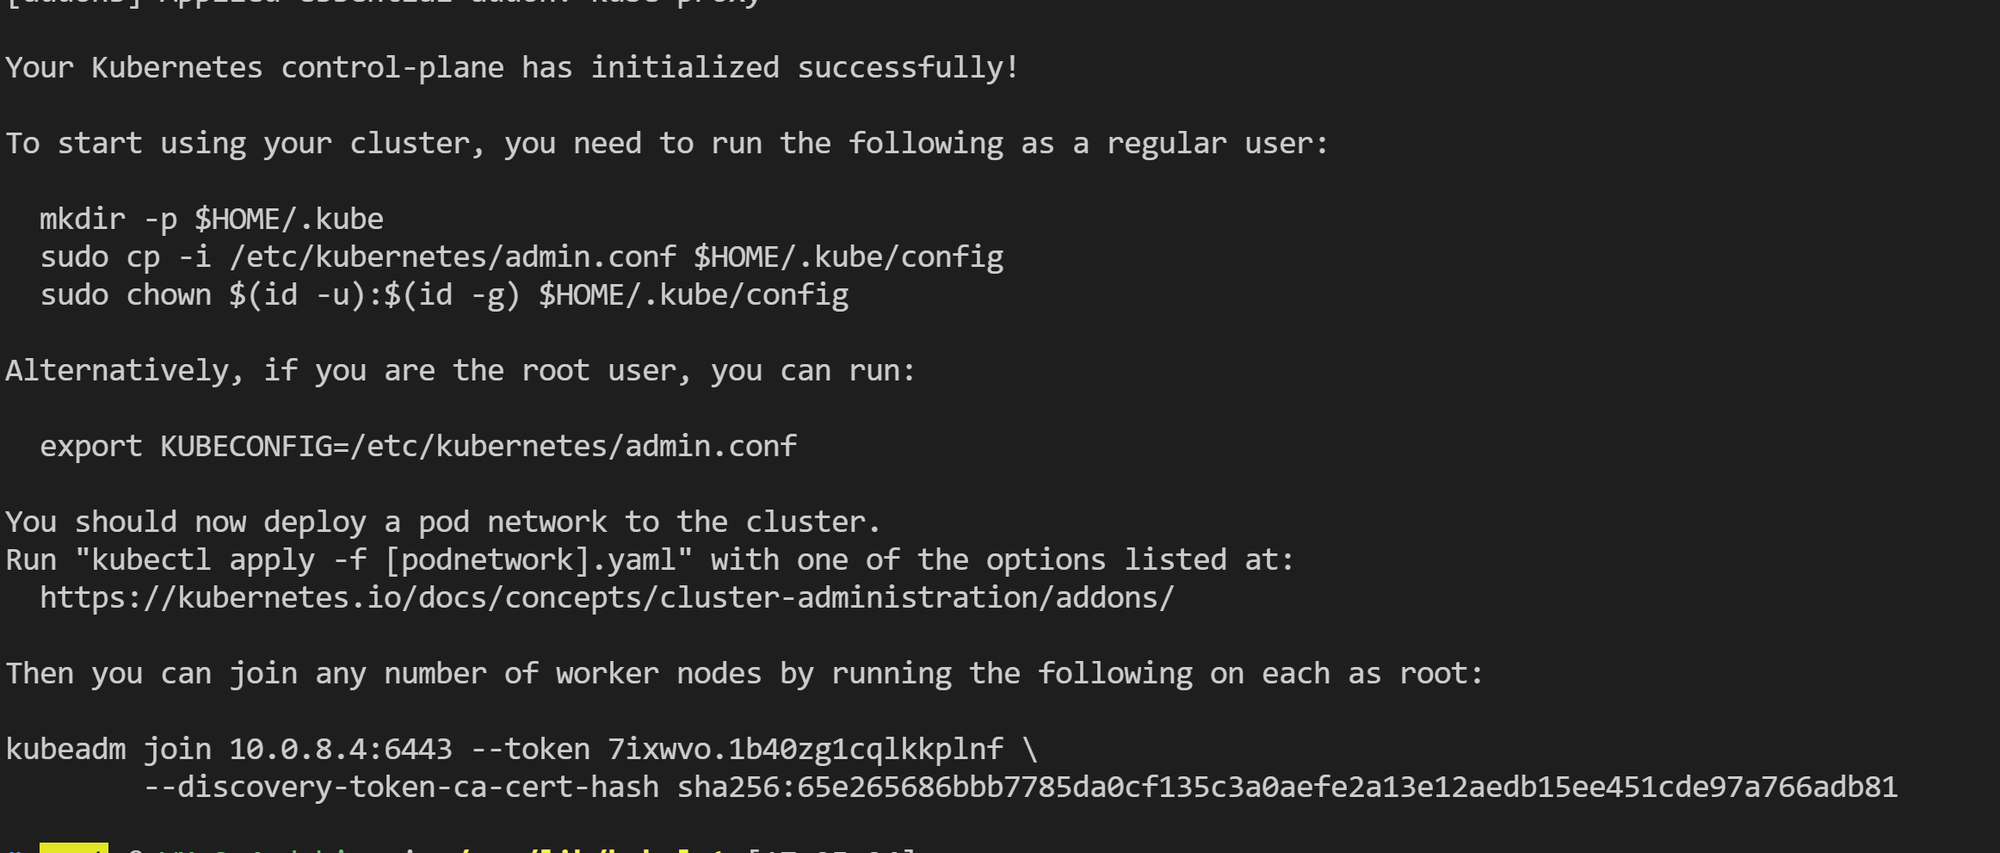 Your Kubernetes control-plane has initialized successfully!
To start using your cluster, you need to run the following as a regular user:
mkdir -p $HOME/.kube
sudo cp -i /etc/kubernetes/admin.conf $HOME/.kube/config
sudo chown $(id -u):$(id -g) $HOME/.kube/config
Alternatively, if you are the root user, you can run:
export KUBECONFIG=/etc/kubernetes/admin.conf
You should now deploy a pod network to the cluster.
Run "kubectl apply -f [podnetwork].yaml" with one of the options listed at:
https://kubernetes.io/docs/concepts/cluster-administration/addons/
Then you can join any number of worker nodes by running the following on each as root:
kubeadm join 10.0.8.4:6443 --token 7ixwvo.1b40zg1cqlkkplnf \
--discovery-token-ca-cert-hash sha256:65e265686bbb7785da0cf135c3a0aefe2a13e12aedb15ee451cde97a766adb81